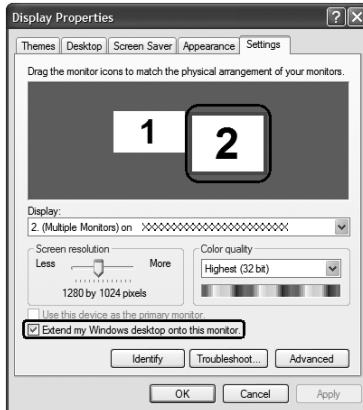 Display Properties
Themes Desktop Screen Saver Appearance Settings
Drag the monitor icons to match the physical arrangement of your monitors.
1 2
Display:
2. (Multiple Monitors) on XXXXXXXXXXXXXXXXXXXXXX
Screen resolution
Less More
1280 by 1024 pixels
Color quality
Highest (32 bit)
Use this device as the primary monitor.
Extend my Windows desktop onto this monitor.
Identify Troubleshoot... Advanced
OK Cancel Apply